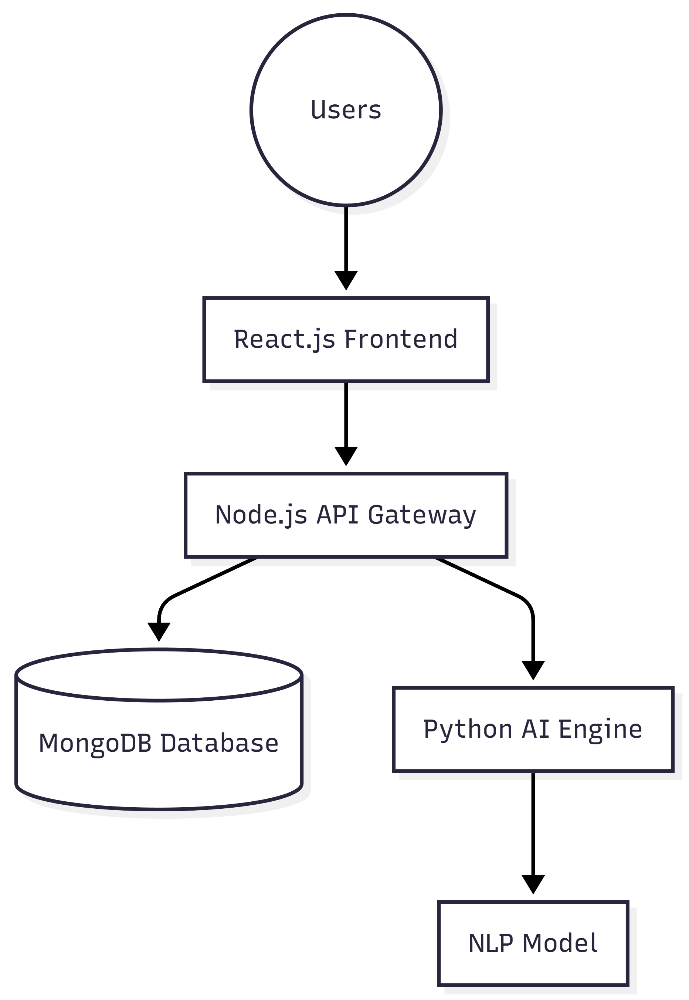 Users
React.js Frontend
Node.js API Gateway
MongoDB Database
Python AI Engine
NLP Model